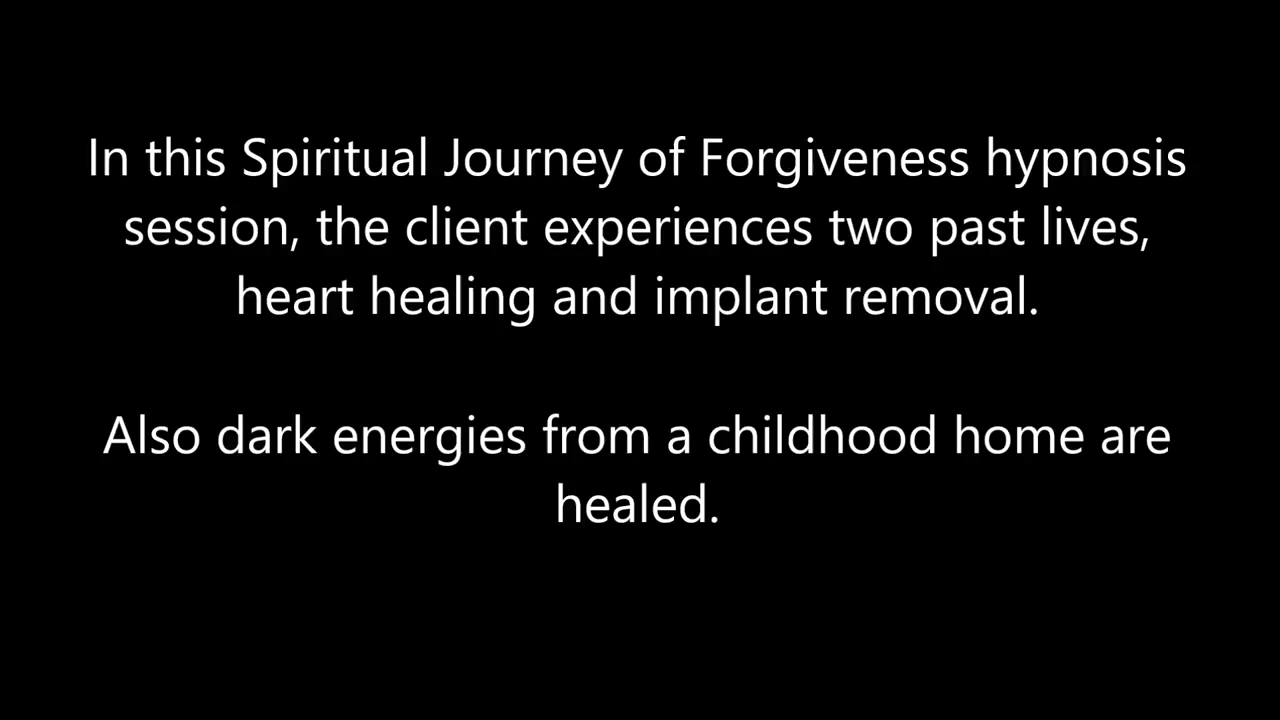 In this Spiritual Journey of Forgiveness hypnosis
session, the client experiences two past lives,
heart healing and implant removal.
Also dark energies from a childhood home are
healed.